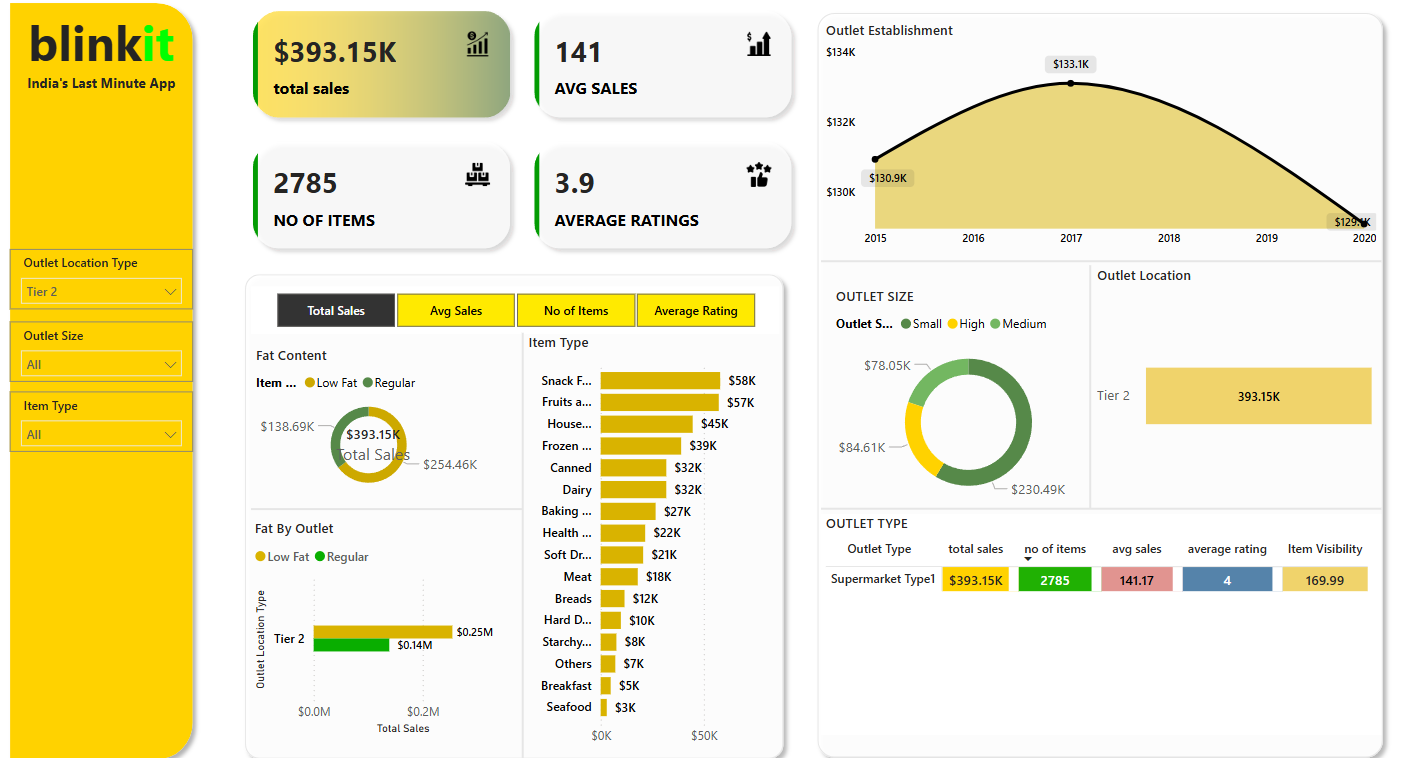 blinkit
India's Last Minute App
Outlet Location Type
Tier 2
Outlet Size
All
Item Type
All
$393.15K
total sales
141
AVG SALES
2785
NO OF ITEMS
3.9
AVERAGE RATINGS
Total Sales
Avg Sales
No of Items
Average Rating
Fat Content
Item ...
Low Fat
Regular
$138.69K
$393.15K
Total Sales
$254.46K
Fat By Outlet
Low Fat
Regular
Outlet Location Type
Tier 2
$0.25M
$0.14M
$0.0M
$0.2M
Total Sales
Item Type
Snack F... $58K
Fruits a... $57K
House... $45K
Frozen ... $39K
Canned $32K
Dairy $32K
Baking ... $27K
Health ... $22K
Soft Dr... $21K
Meat $18K
Breads $12K
Hard D... $10K
Starchy... $8K
Others $7K
Breakfast $5K
Seafood $3K
$0K $50K
Outlet Establishment
$134K
$133.1K
$132K
$130.9K
$130K
$129.1K
2015 2016 2017 2018 2019 2020
OUTLET SIZE
Outlet S... Small High Medium
$78.05K
$84.61K
$230.49K
Outlet Location
Tier 2
393.15K
OUTLET TYPE
Outlet Type total sales no of items avg sales average rating Item Visibility
Supermarket Type1 $393.15K 2785 141.17 4 169.99